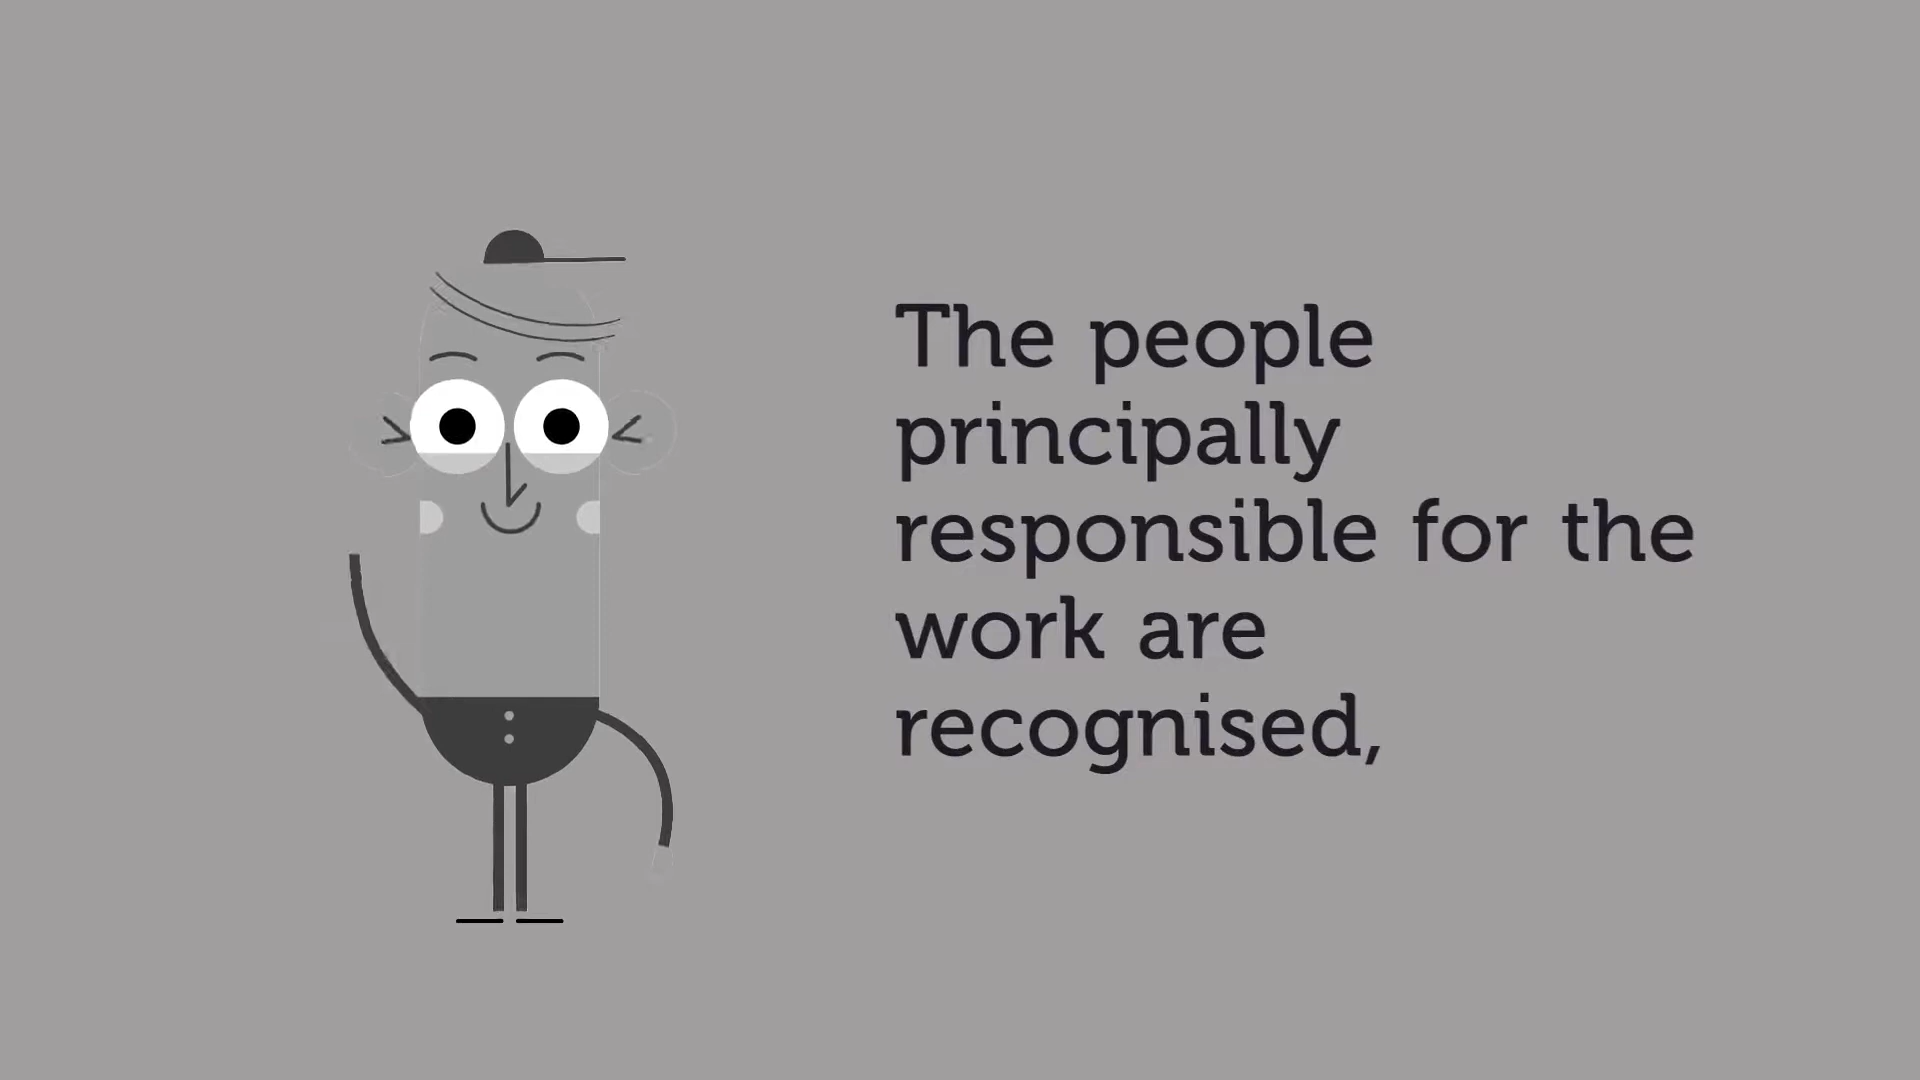 The people
principally
responsible for the
work are
recognised,